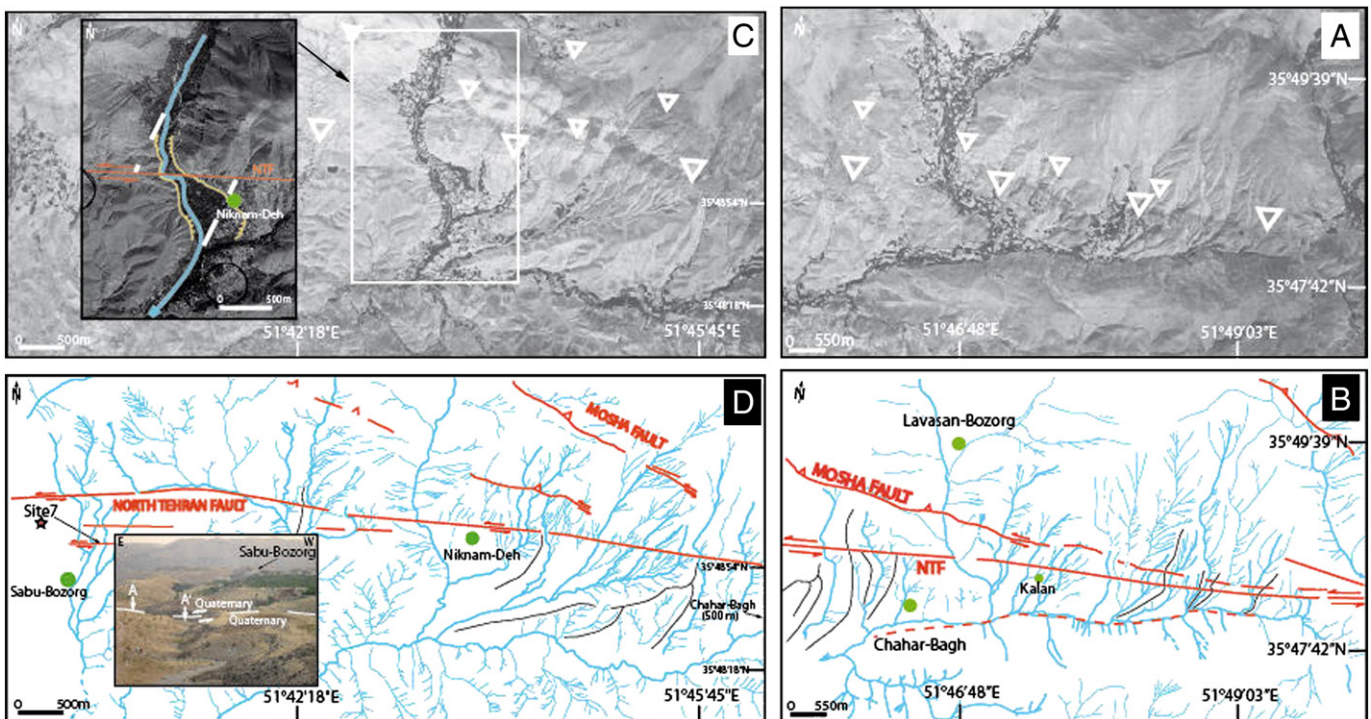 N
C
N
NTF
Niknam-Deh
0 500m
35°48'54"N
35°48'18"N
51°42'18"E
51°45'45"E
0 500m
A
N
35°49'39"N
35°47'42"N
51°46'48"E
51°49'03"E
0 550m
D
N
MOSHA FAULT
NORTH TEHRAN FAULT
Site7
Niknam-Deh
Sabu-Bozorg
E
W
Sabu-Bozorg
A
A'
Quaternary
Quaternary
35°48'54"N
Chahar-Bagh
(500 m)
35°48'18"N
51°42'18"E
51°45'45"E
0 500m
B
N
Lavasan-Bozorg
35°49'39"N
MOSHA FAULT
NTF
Kalan
Chahar-Bagh
35°47'42"N
51°46'48"E
51°49'03"E
0 550m